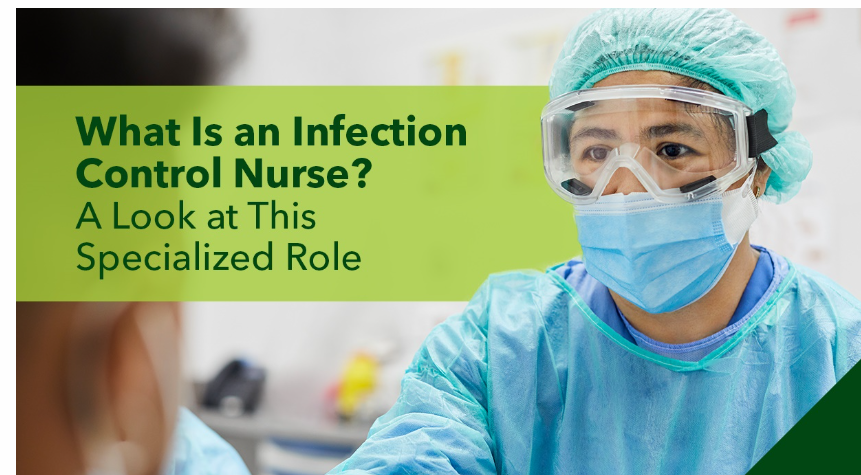 What Is an Infection
Control Nurse?
A Look at This
Specialized Role